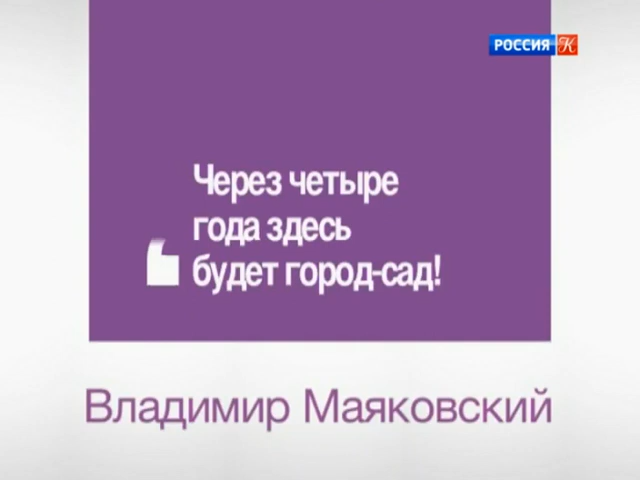 РОССИЯ К
Через четыре
года здесь
будет город-сад!
Владимир Маяковский